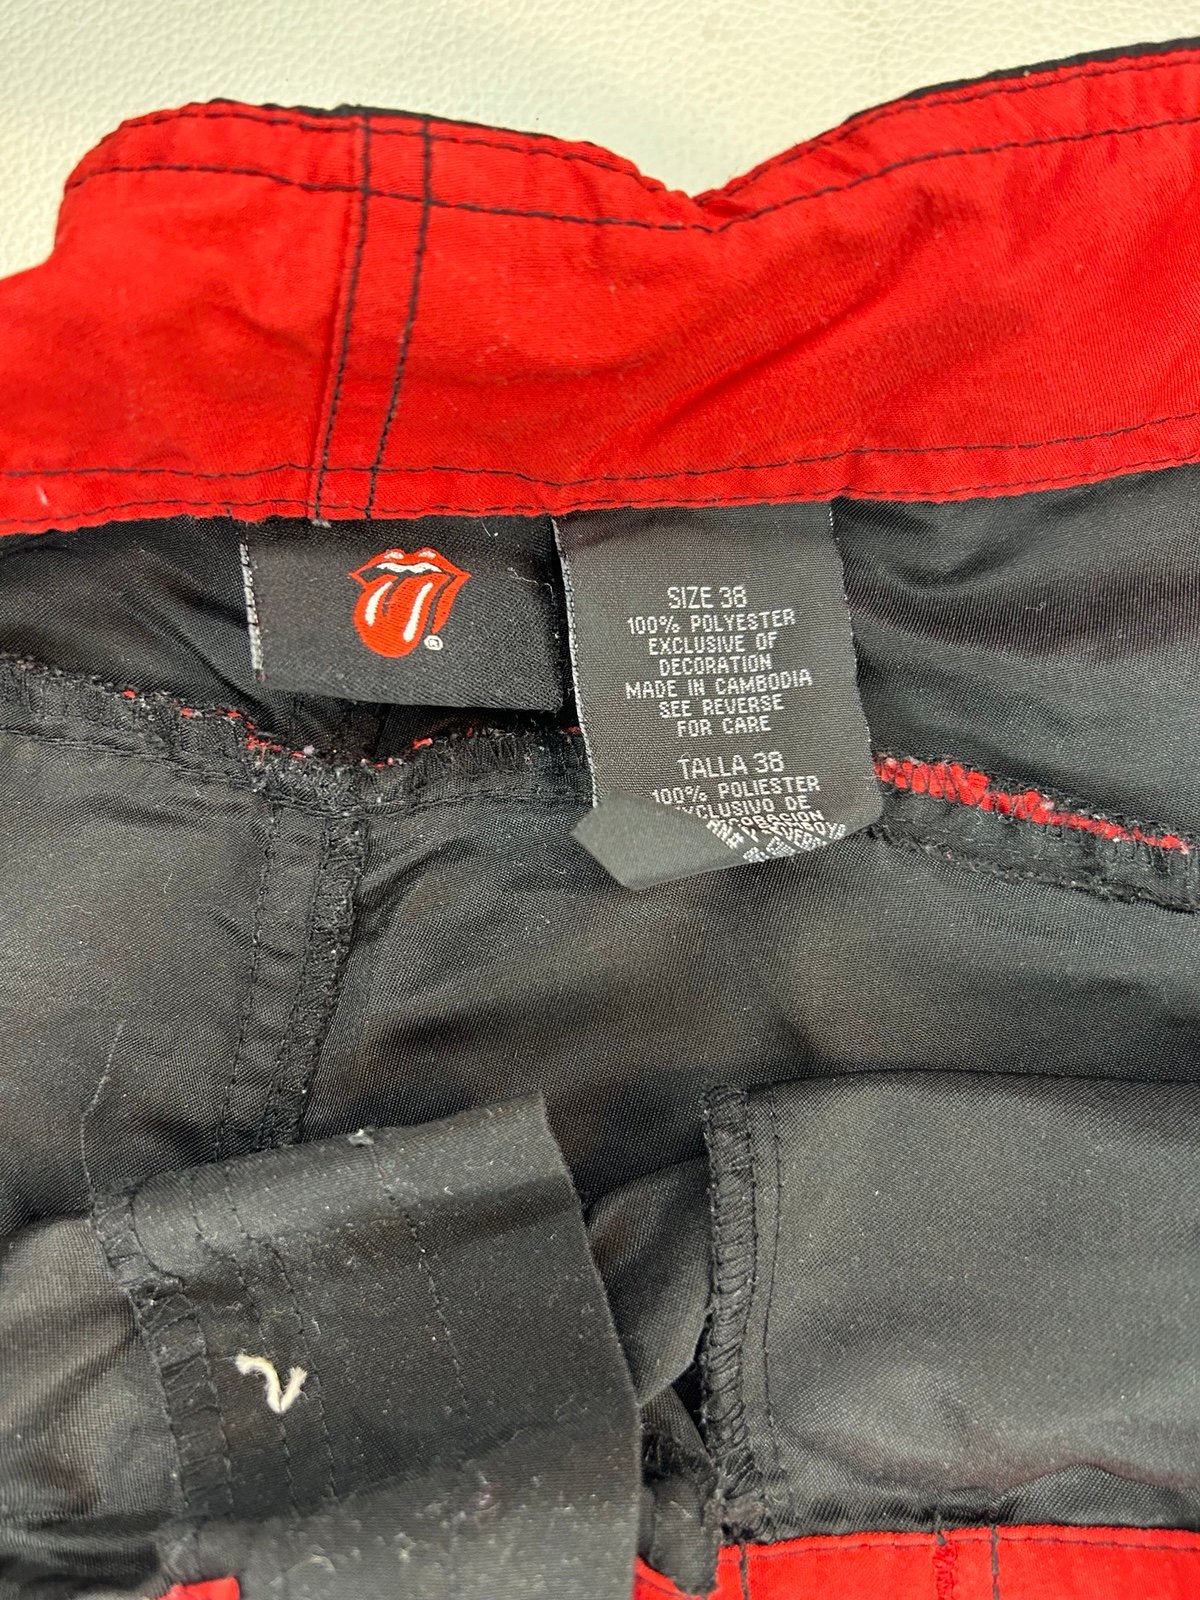 ®
SIZE 38
100% POLYESTER
EXCLUSIVE OF
DECORATION
MADE IN CAMBODIA
SEE REVERSE
FOR CARE
TALLA 38
100% POLIESTER
EXCLUSIVO DE
RN#